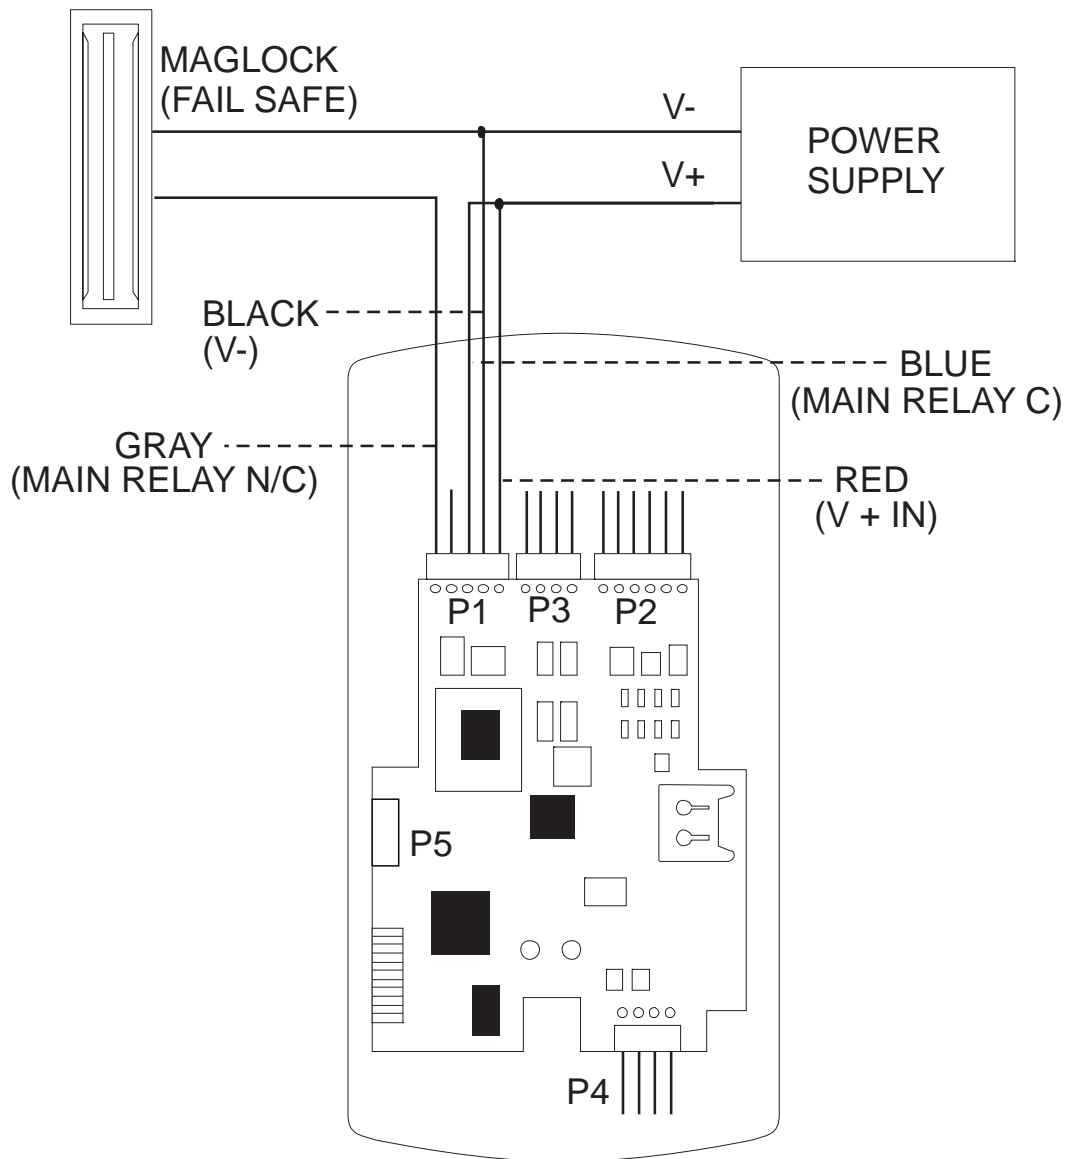 MAGLOCK
(FAIL SAFE)
V-
V+
POWER
SUPPLY
BLACK
(V-)
BLUE
(MAIN RELAY C)
GRAY
(MAIN RELAY N/C)
RED
(V + IN)
P1
P3
P2
P5
P4